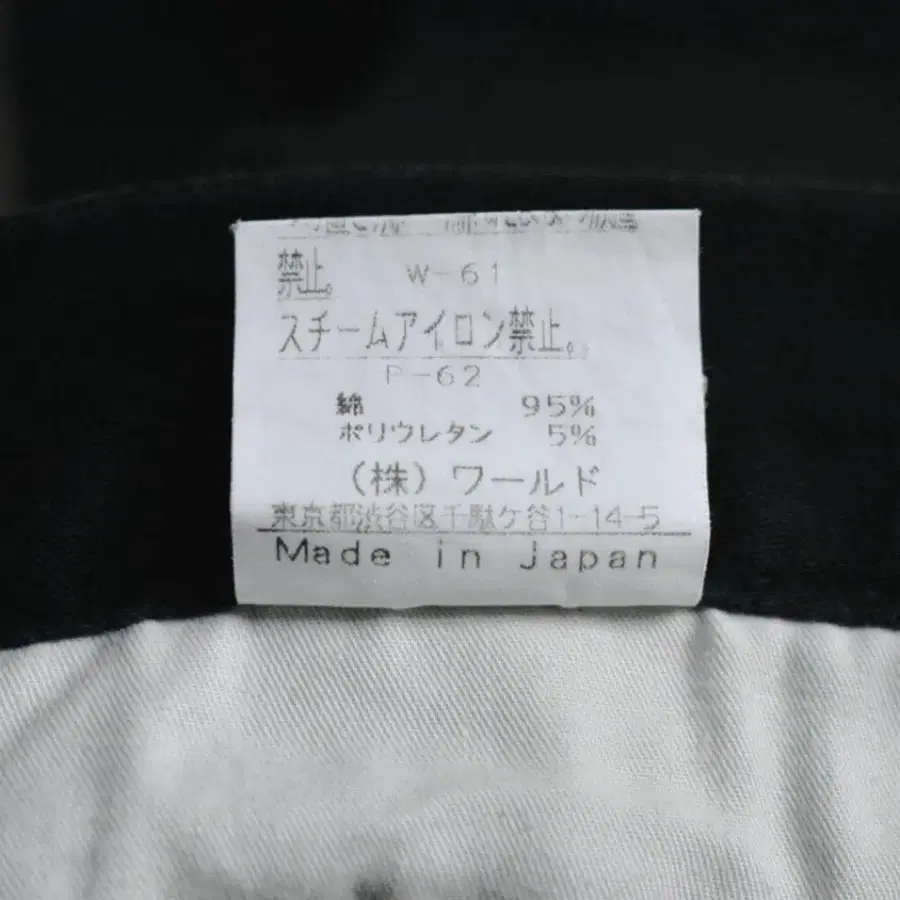 禁止。 W-61
スチームアイロン禁止。
P-62
綿 95%
ポリウレタン 5%
(株) ワールド
東京都渋谷区千駄ケ谷1-14-5
Made in Japan